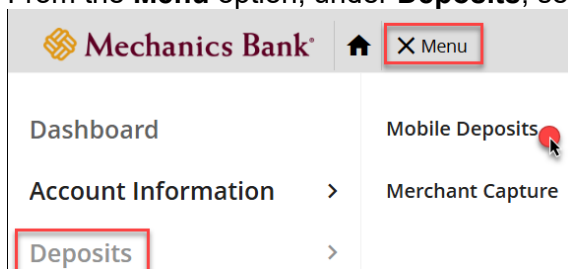 From the Menu option, under Deposits, se
Mechanics Bank®
Menu
Dashboard
Mobile Deposits
Account Information >
Merchant Capture
Deposits >